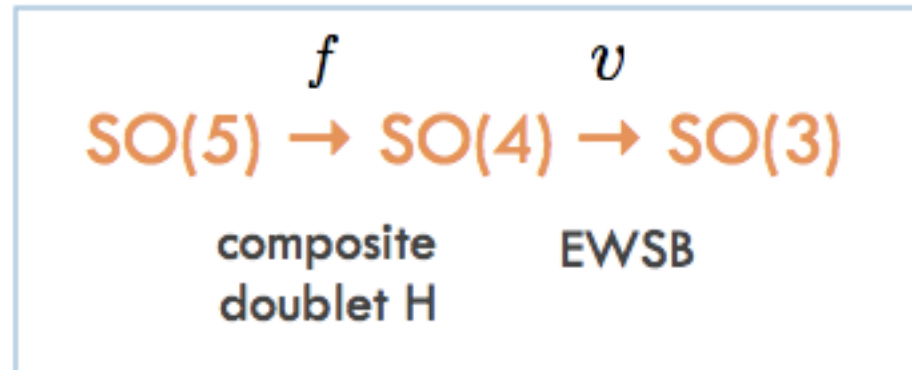 f v
SO(5) → SO(4) → SO(3)
composite EWSB
doublet H